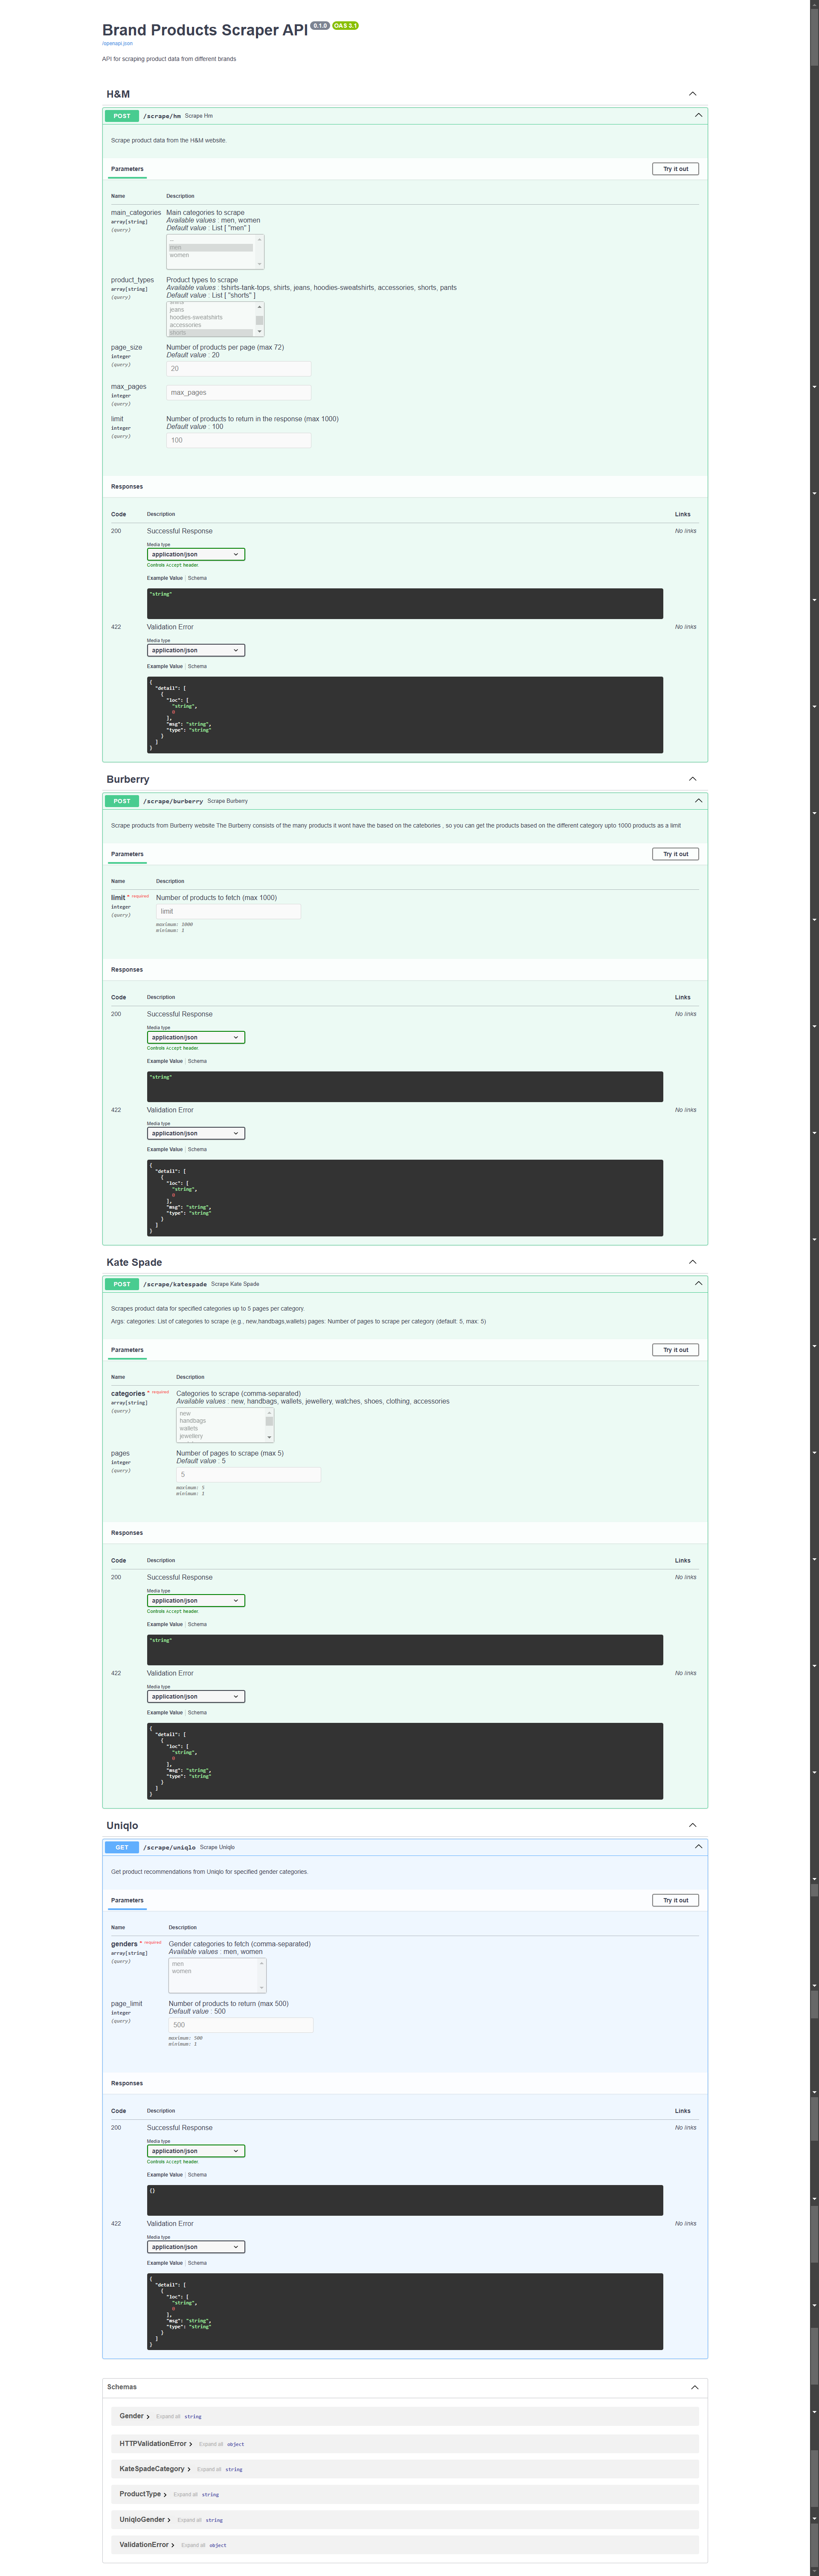 Brand Products Scraper API 0.1.0 OAS 3.1
/openapi.json
API for scraping product data from different brands
H&M
POST /scrape/hm Scrape Hm
Scrape product data from the H&M website.
Parameters Try it out
Name Description
main_categories Main categories to scrape
array[string] Available values : men, women
(query) Default value : List [ "men" ]
--
men
women
product_types Product types to scrape
array[string] Available values : tshirts-tank-tops, shirts, jeans, hoodies-sweatshirts, accessories, shorts, pants
(query) Default value : List [ "shorts" ]
shirts
jeans
hoodies-sweatshirts
accessories
shorts
page_size Number of products per page (max 72)
integer Default value : 20
(query) 20
max_pages max_pages
integer
(query)
limit Number of products to return in the response (max 1000)
integer Default value : 100
(query) 100
Responses
Code Description Links
200 Successful Response No links
Media type
application/json
Controls Accept header.
Example Value Schema
"string"
422 Validation Error No links
Media type
application/json
Example Value Schema
{
"detail": [
{
"loc": [
"string",
0
],
"msg": "string",
"type": "string"
}
]
}
Burberry
POST /scrape/burberry Scrape Burberry
Scrape products from Burberry website The Burberry consists of the many products it wont have the based on the catebories , so you can get the products based on the different category upto 1000 products as a limit
Parameters Try it out
Name Description
limit * required Number of products to fetch (max 1000)
integer limit
(query)
maximum: 1000
minimum: 1
Responses
Code Description Links
200 Successful Response No links
Media type
application/json
Controls Accept header.
Example Value Schema
"string"
422 Validation Error No links
Media type
application/json
Example Value Schema
{
"detail": [
{
"loc": [
"string",
0
],
"msg": "string",
"type": "string"
}
]
}
Kate Spade
POST /scrape/katespade Scrape Kate Spade
Scrapes product data for specified categories up to 5 pages per category.
Args: categories: List of categories to scrape (e.g., new,handbags,wallets) pages: Number of pages to scrape per category (default: 5, max: 5)
Parameters Try it out
Name Description
categories * required Categories to scrape (comma-separated)
array[string] Available values : new, handbags, wallets, jewellery, watches, shoes, clothing, accessories
(query)
new
handbags
wallets
jewellery
pages Number of pages to scrape (max 5)
integer Default value : 5
(query) 5
maximum: 5
minimum: 1
Responses
Code Description Links
200 Successful Response No links
Media type
application/json
Controls Accept header.
Example Value Schema
"string"
422 Validation Error No links
Media type
application/json
Example Value Schema
{
"detail": [
{
"loc": [
"string",
0
],
"msg": "string",
"type": "string"
}
]
}
Uniqlo
GET /scrape/uniqlo Scrape Uniqlo
Get product recommendations from Uniqlo for specified gender categories.
Parameters Try it out
Name Description
genders * required Gender categories to fetch (comma-separated)
array[string] Available values : men, women
(query)
men
women
page_limit Number of products to return (max 500)
integer Default value : 500
(query) 500
maximum: 500
minimum: 1
Responses
Code Description Links
200 Successful Response No links
Media type
application/json
Controls Accept header.
Example Value Schema
{}
422 Validation Error No links
Media type
application/json
Example Value Schema
{
"detail": [
{
"loc": [
"string",
0
],
"msg": "string",
"type": "string"
}
]
}
Schemas
Gender Expand all string
HTTPValidationError Expand all object
KateSpadeCategory Expand all string
ProductType Expand all string
UniqloGender Expand all string
ValidationError Expand all object